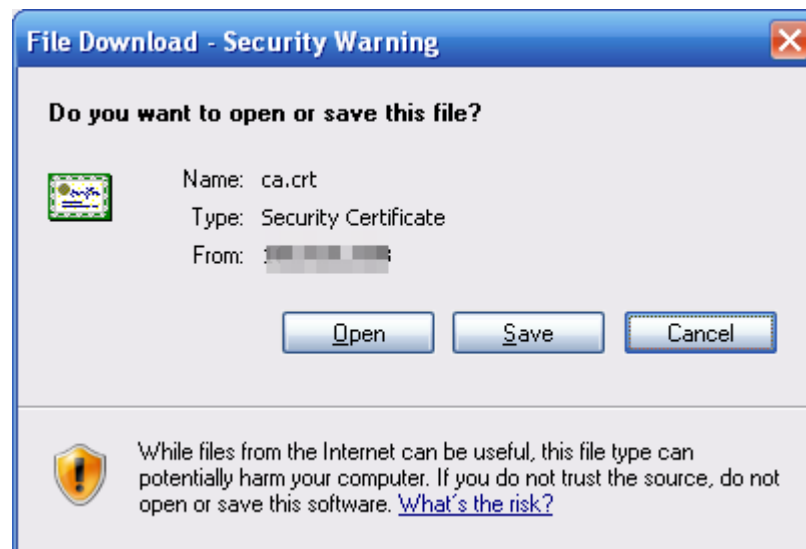 File Download - Security Warning
Do you want to open or save this file?
Name: ca.crt
Type: Security Certificate
From:
Open Save Cancel
While files from the Internet can be useful, this file type can
potentially harm your computer. If you do not trust the source, do not
open or save this software. What's the risk?